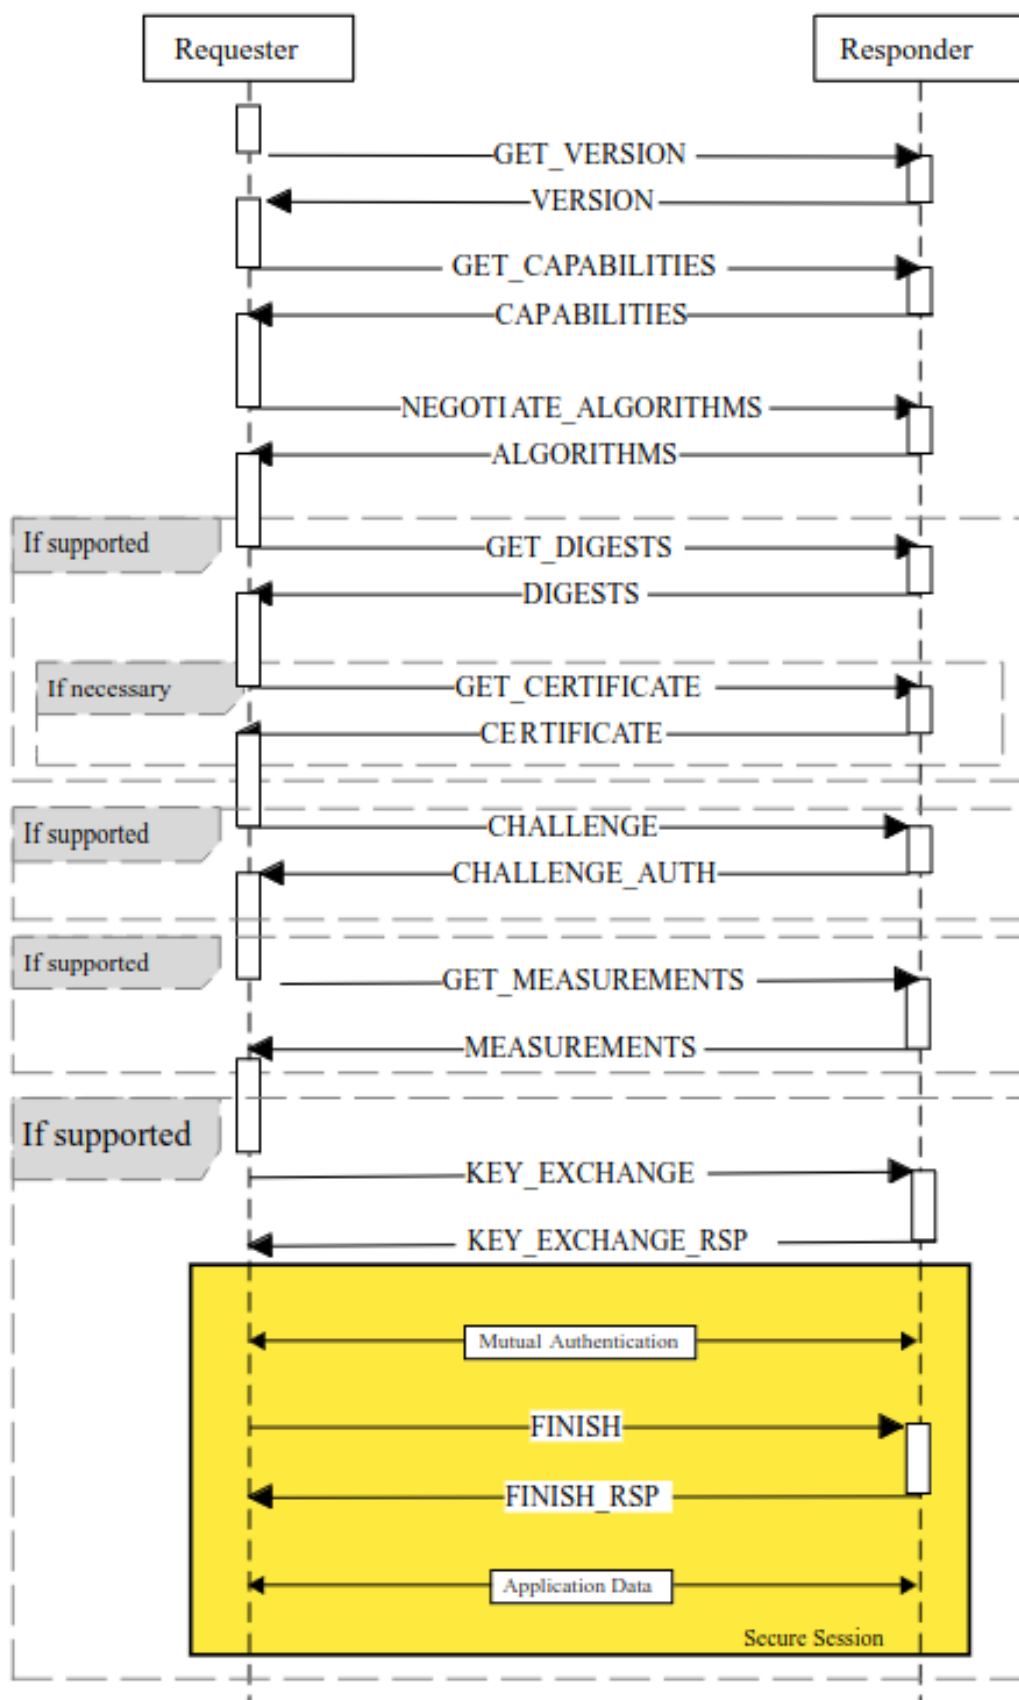 Requester
Responder
GET_VERSION
VERSION
GET_CAPABILITIES
CAPABILITIES
NEGOTIATE_ALGORITHMS
ALGORITHMS
If supported
GET_DIGESTS
DIGESTS
If necessary
GET_CERTIFICATE
CERTIFICATE
If supported
CHALLENGE
CHALLENGE_AUTH
If supported
GET_MEASUREMENTS
MEASUREMENTS
If supported
KEY_EXCHANGE
KEY_EXCHANGE_RSP
Mutual Authentication
FINISH
FINISH_RSP
Application Data
Secure Session